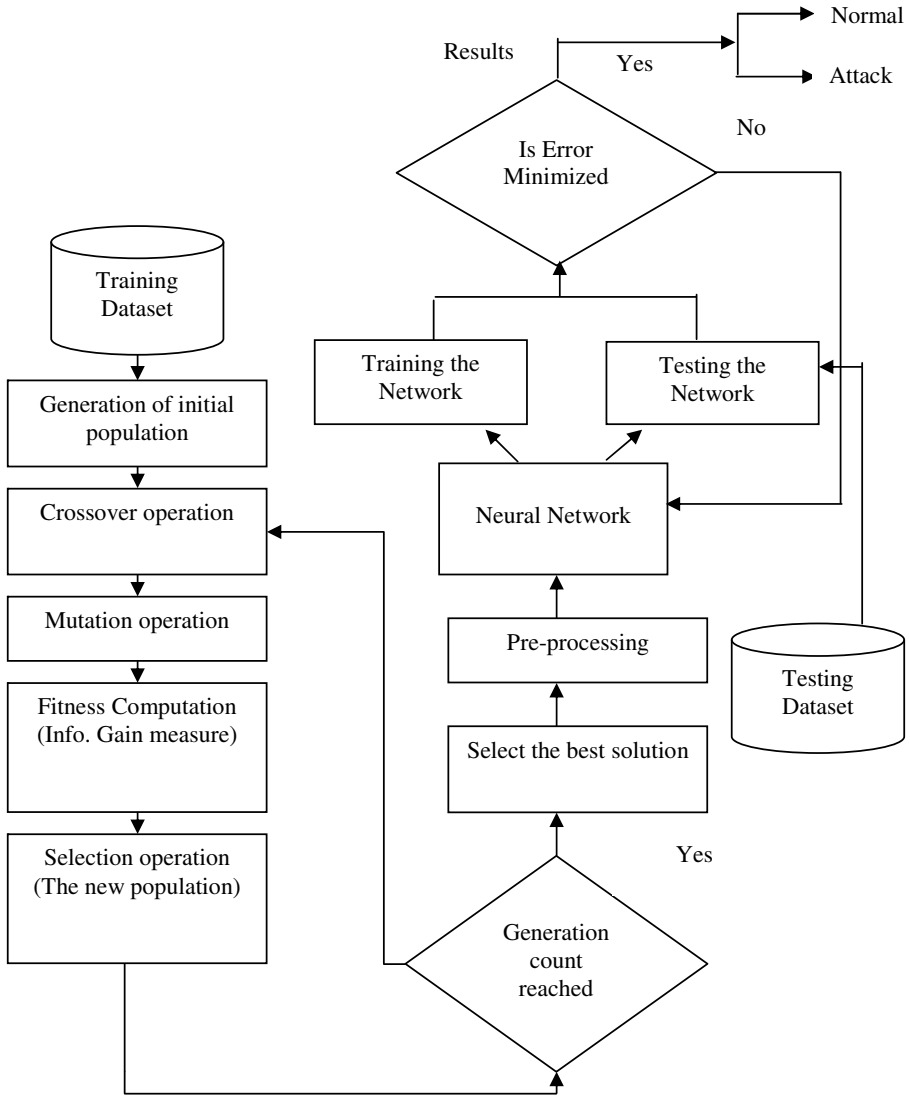 Normal
Results
Yes
Attack
No
Is Error
Minimized
Training
Dataset
Training the
Network
Testing the
Network
Generation of initial
population
Crossover operation
Neural Network
Mutation operation
Pre-processing
Testing
Dataset
Fitness Computation
(Info. Gain measure)
Select the best solution
Selection operation
(The new population)
Yes
Generation
count
reached